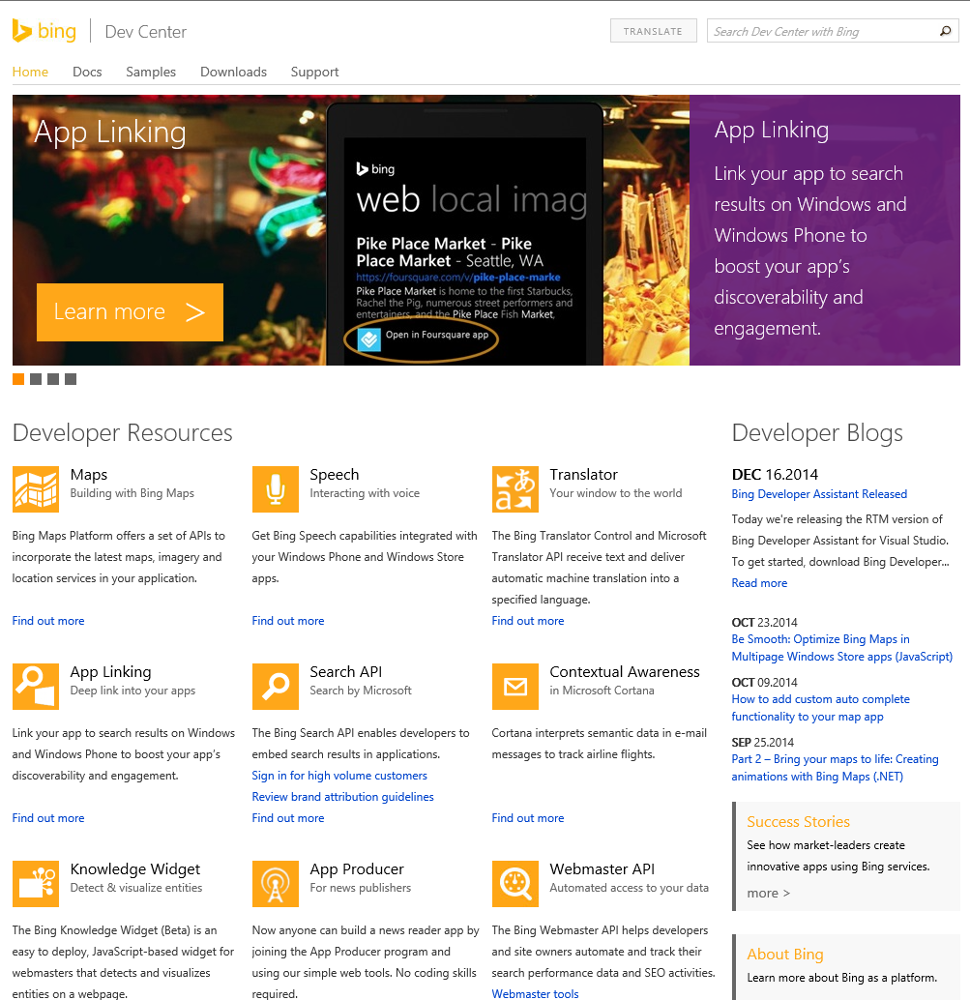 bing
Dev Center
TRANSLATE
Search Dev Center with Bing
Home
Docs
Samples
Downloads
Support
App Linking
Learn more >
bing
web local imag
Pike Place Market - Pike
Place Market - Seattle, WA
https://foursquare.com/v/pike-place-marke
Pike Place Market is home to the first Starbucks,
Rachel the Pig, numerous street performers and
entertainers, and the Pike Place Fish Market,
Open in Foursquare app
App Linking
Link your app to search
results on Windows and
Windows Phone to
boost your app's
discoverability and
engagement.
Developer Resources
Maps
Building with Bing Maps
Bing Maps Platform offers a set of APIs to
incorporate the latest maps, imagery and
location services in your application.
Find out more
Speech
Interacting with voice
Get Bing Speech capabilities integrated with
your Windows Phone and Windows Store
apps.
Find out more
あ
a
Translator
Your window to the world
The Bing Translator Control and Microsoft
Translator API receive text and deliver
automatic machine translation into a
specified language.
Find out more
App Linking
Deep link into your apps
Link your app to search results on Windows
and Windows Phone to boost your app's
discoverability and engagement.
Find out more
Search API
Search by Microsoft
The Bing Search API enables developers to
embed search results in applications.
Sign in for high volume customers
Review brand attribution guidelines
Find out more
Contextual Awareness
in Microsoft Cortana
Cortana interprets semantic data in e-mail
messages to track airline flights.
Find out more
Knowledge Widget
Detect & visualize entities
The Bing Knowledge Widget (Beta) is an
easy to deploy, JavaScript-based widget for
webmasters that detects and visualizes
entities on a webpage.
App Producer
For news publishers
Now anyone can build a news reader app by
joining the App Producer program and
using our simple web tools. No coding skills
required.
Webmaster API
Automated access to your data
The Bing Webmaster API helps developers
and site owners automate and track their
search performance data and SEO activities.
Webmaster tools
Developer Blogs
DEC 16.2014
Bing Developer Assistant Released
Today we're releasing the RTM version of
Bing Developer Assistant for Visual Studio.
To get started, download Bing Developer...
Read more
OCT 23.2014
Be Smooth: Optimize Bing Maps in
Multipage Windows Store apps (JavaScript)
OCT 09.2014
How to add custom auto complete
functionality to your map app
SEP 25.2014
Part 2 – Bring your maps to life: Creating
animations with Bing Maps (.NET)
Success Stories
See how market-leaders create
innovative apps using Bing services.
more >
About Bing
Learn more about Bing as a platform.